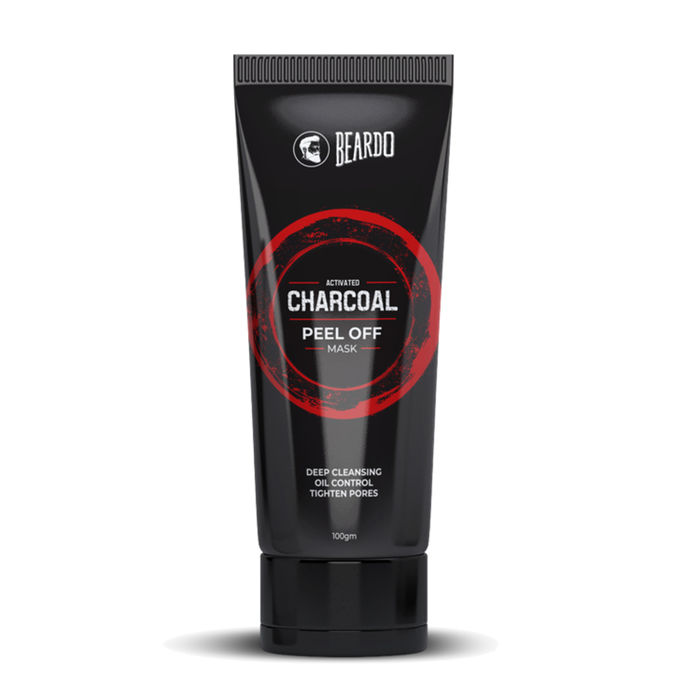 BEARDO
ACTIVATED
CHARCOAL
PEEL OFF
MASK
DEEP CLEANSING
OIL CONTROL
TIGHTEN PORES
100gm